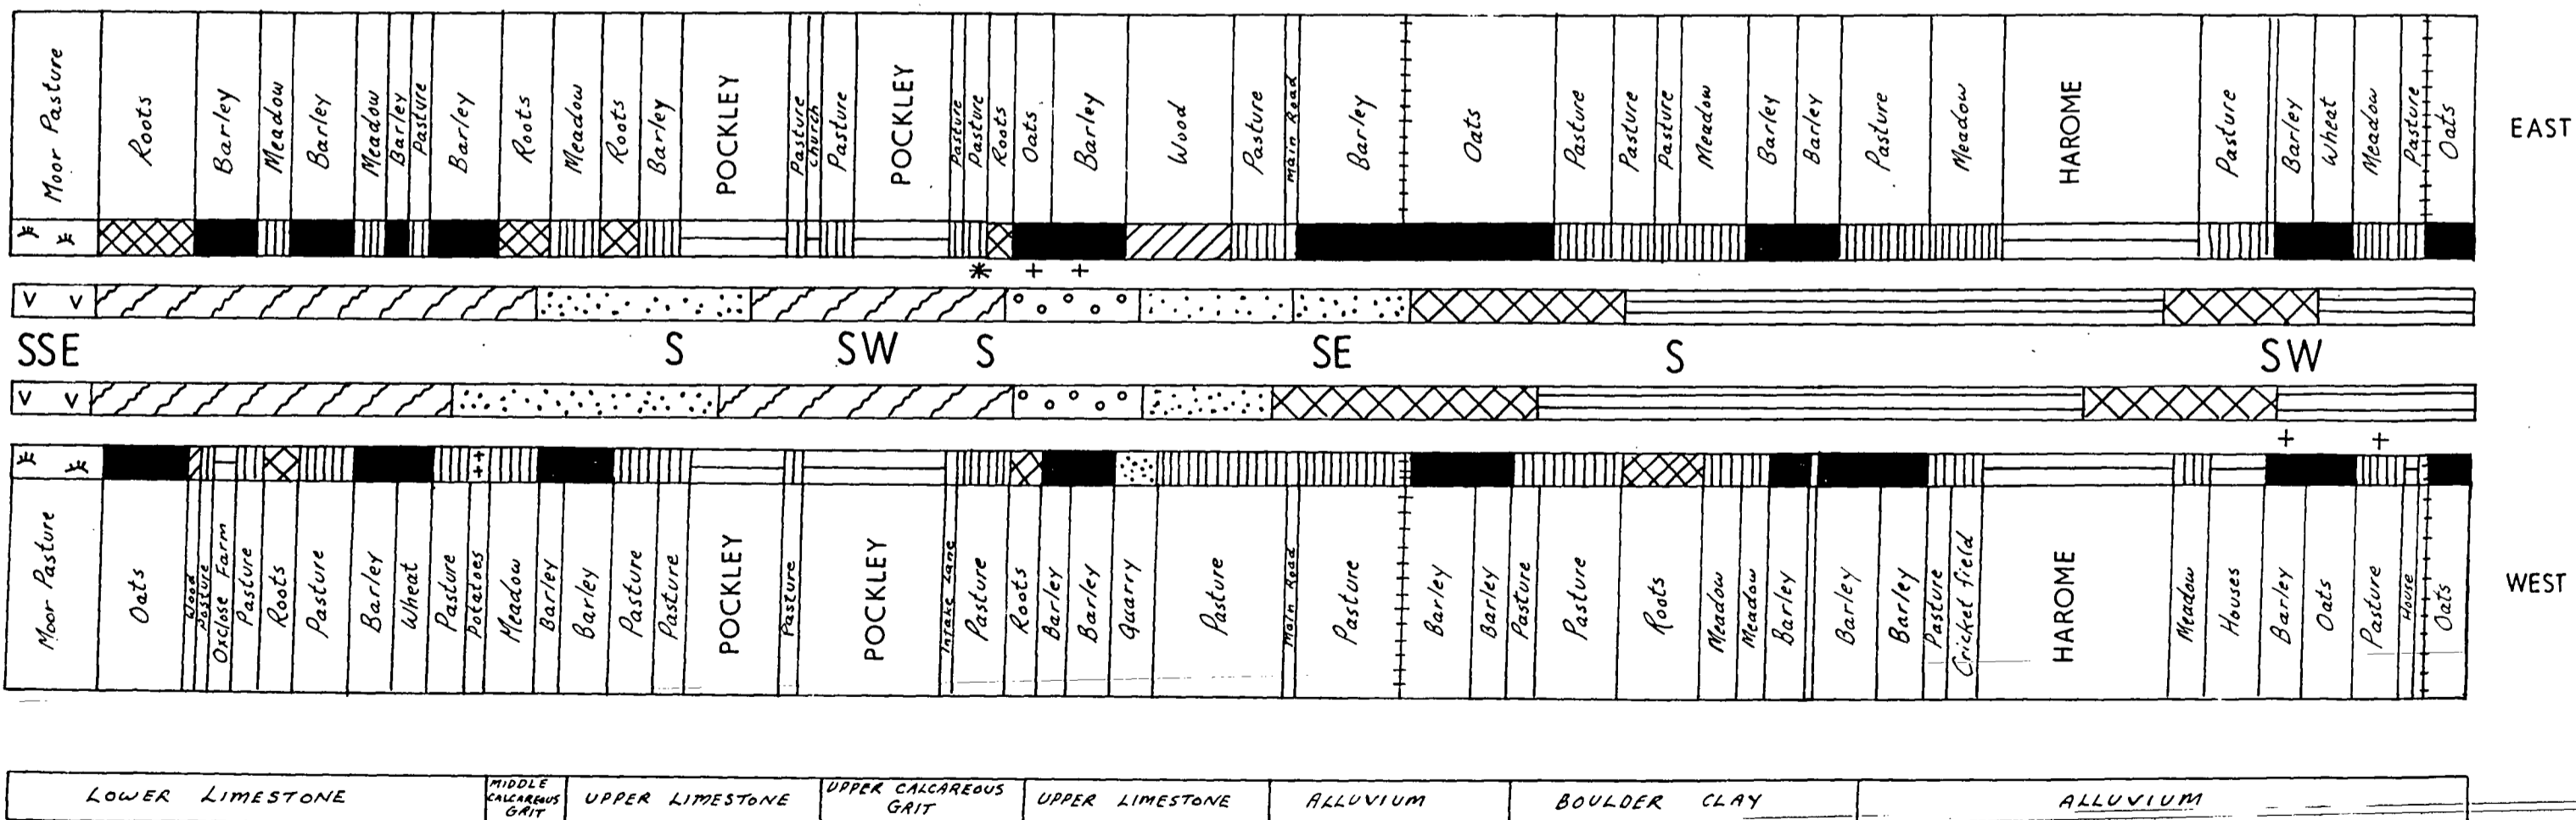 Moor Pasture
Roots
Barley
Meadow
Barley
Meadow
Barley
Pasture
Barley
Roots
Meadow
Roots
Barley
POCKLEY
Pasture
Church
Pasture
POCKLEY
Pasture
Pasture
Roots
Oats
Barley
Wood
Pasture
Main Road
Barley
Oats
Pasture
Pasture
Pasture
Meadow
Barley
Barley
Pasture
Meadow
HAROME
Pasture
Barley
Wheat
Meadow
Pasture
Oats
EAST
SSE
S
SW
S
SE
S
SW
Moor Pasture
Oats
Wood
Pasture
Oxclose Farm
Pasture
Roots
Pasture
Barley
Wheat
Pasture
Potatoes
Meadow
Barley
Barley
Pasture
Pasture
POCKLEY
Pasture
POCKLEY
Intake Lane
Pasture
Roots
Barley
Barley
Quarry
Pasture
Main Road
Pasture
Barley
Barley
Pasture
Pasture
Roots
Meadow
Meadow
Barley
Barley
Barley
Pasture
Cricket field
HAROME
Meadow
Houses
Barley
Oats
Pasture
House
Oats
WEST
LOWER LIMESTONE
MIDDLE
CALCAREOUS
GRIT
UPPER LIMESTONE
UPPER CALCAREOUS
GRIT
UPPER LIMESTONE
ALLUVIUM
BOULDER CLAY
ALLUVIUM